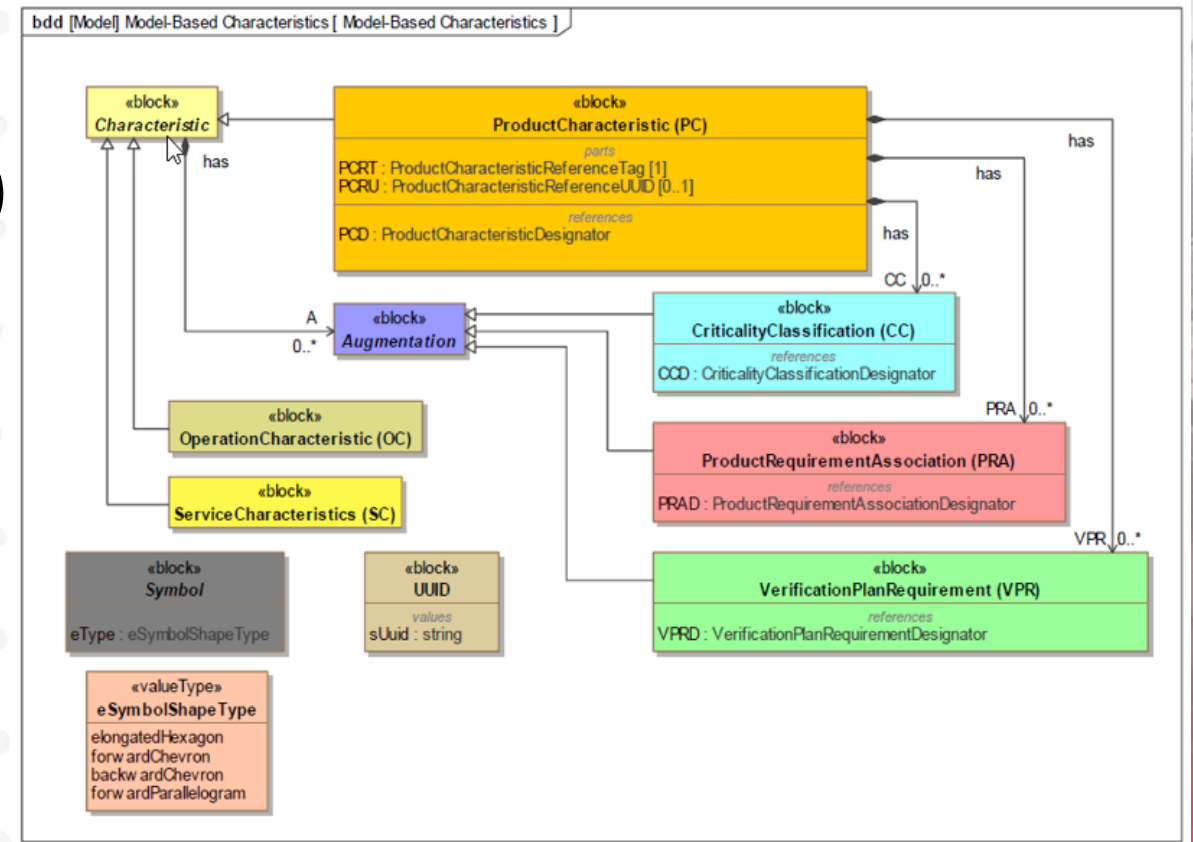 bdd [Model] Model-Based Characteristics [ Model-Based Characteristics ]
«block»
Characteristic
has
«block»
ProductCharacteristic (PC)
parts
PCRT : ProductCharacteristicReferenceTag [1]
PCRU : ProductCharacteristicReferenceUUID [0..1]
references
PCD : ProductCharacteristicDesignator
has
has
has
CC 0..*
A
0..*
«block»
Augmentation
«block»
CriticalityClassification (CC)
references
CCD : CriticalityClassificationDesignator
«block»
OperationCharacteristic (OC)
PRA 0..*
«block»
ProductRequirementAssociation (PRA)
references
PRAD : ProductRequirementAssociationDesignator
«block»
ServiceCharacteristics (SC)
VPR 0..*
«block»
Symbol
eType : eSymbolShapeType
«block»
UUID
values
sUuid : string
«block»
VerificationPlanRequirement (VPR)
references
VPRD : VerificationPlanRequirementDesignator
«valueType»
eSymbolShapeType
elongatedHexagon
forwardChevron
backwardChevron
forwardParallelogram